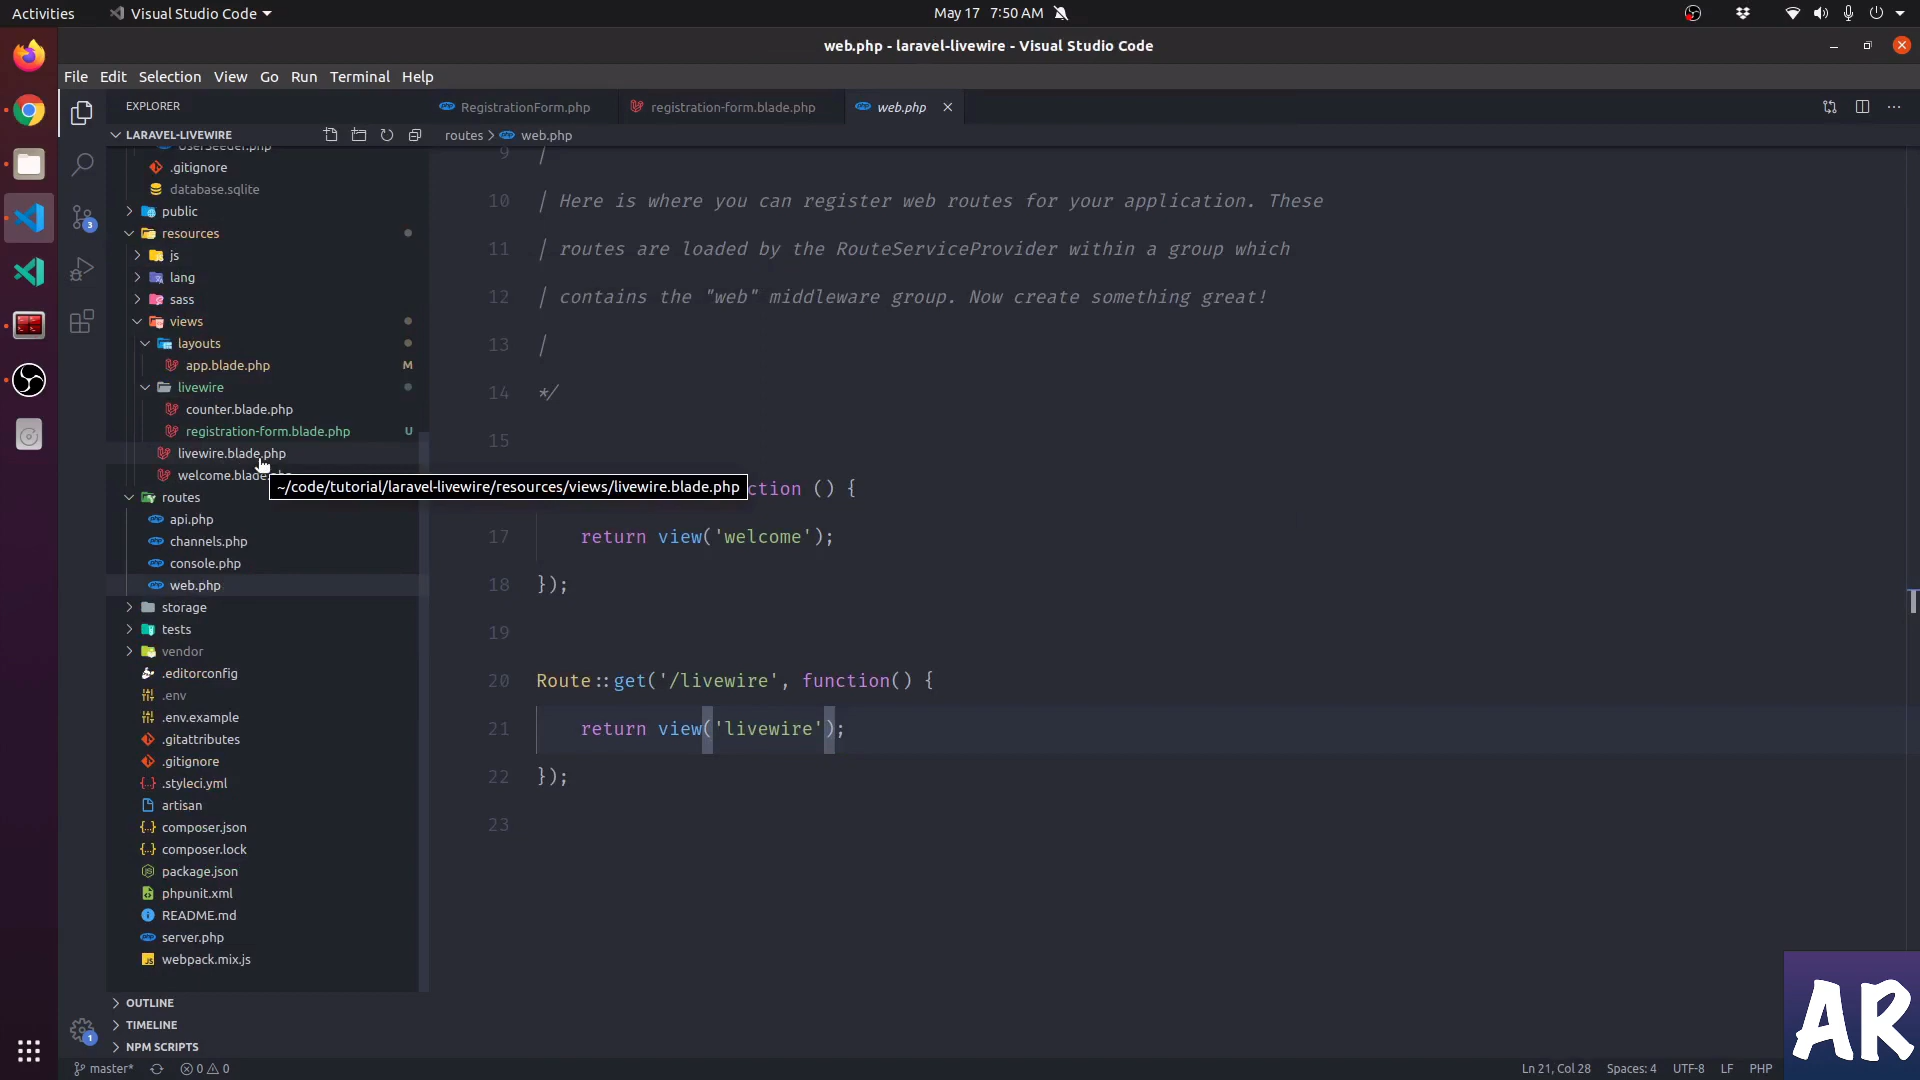 Activities
Visual Studio Code
May 17 7:50 AM
web.php - laravel-livewire - Visual Studio Code
File Edit Selection View Go Run Terminal Help
EXPLORER
RegistrationForm.php
registration-form.blade.php
web.php
LARAVEL-LIVEWIRE
routes > web.php
UserSeeder.php
.gitignore
database.sqlite
public
resources
js
lang
sass
views
layouts
app.blade.php M
livewire
counter.blade.php
registration-form.blade.php U
livewire.blade.php
welcome.blade.php
~/code/tutorial/laravel-livewire/resources/views/livewire.blade.php
routes
api.php
channels.php
console.php
web.php
storage
tests
vendor
.editorconfig
.env
.env.example
.gitattributes
.gitignore
.styleci.yml
artisan
composer.json
composer.lock
package.json
phpunit.xml
README.md
server.php
webpack.mix.js
OUTLINE
TIMELINE
NPM SCRIPTS
3
1
9 |
10 | Here is where you can register web routes for your application. These
11 | routes are loaded by the RouteServiceProvider within a group which
12 | contains the "web" middleware group. Now create something great!
13 |
14 */
15
ction () {
17 return view('welcome');
18 });
19
20 Route::get('/livewire', function() {
21 return view('livewire');
22 });
23
AR
master* 0 0
Ln 21, Col 28 Spaces: 4 UTF-8 LF PHP